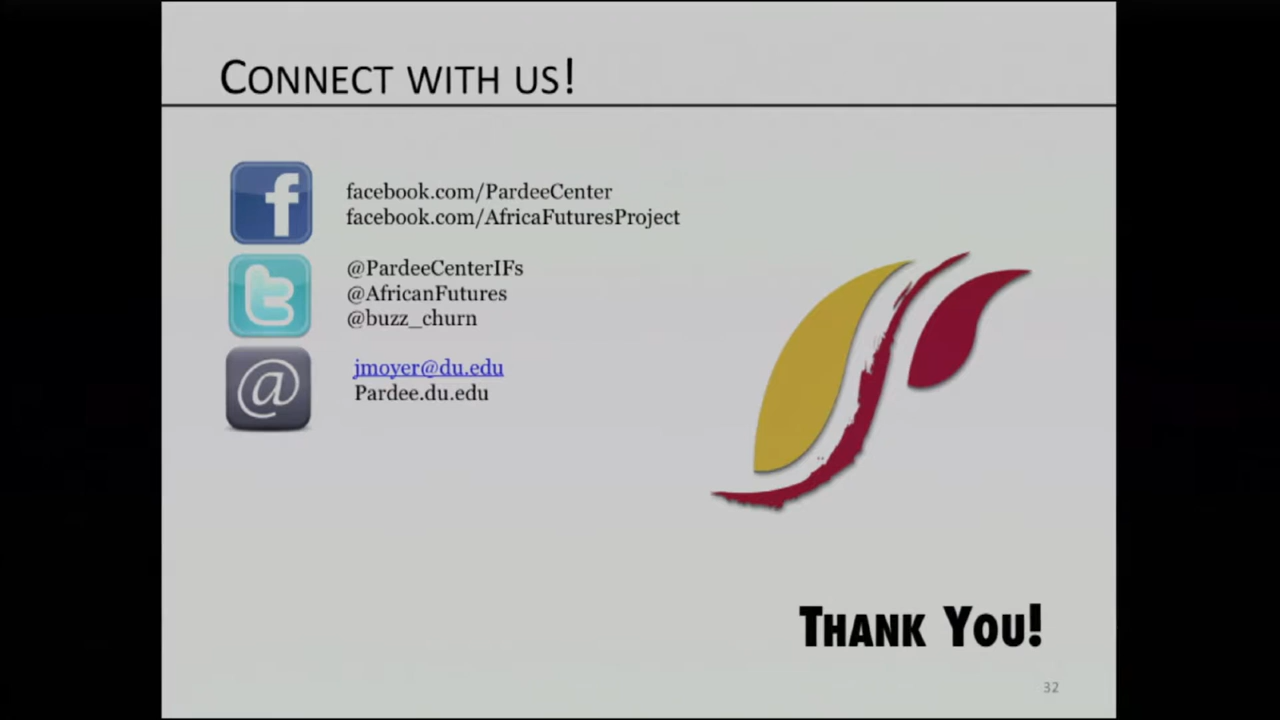 CONNECT WITH US!
facebook.com/PardeeCenter
facebook.com/AfricaFuturesProject
@PardeeCenterIFs
@AfricanFutures
@buzz_churn
jmoyer@du.edu
Pardee.du.edu
THANK YOU!
32